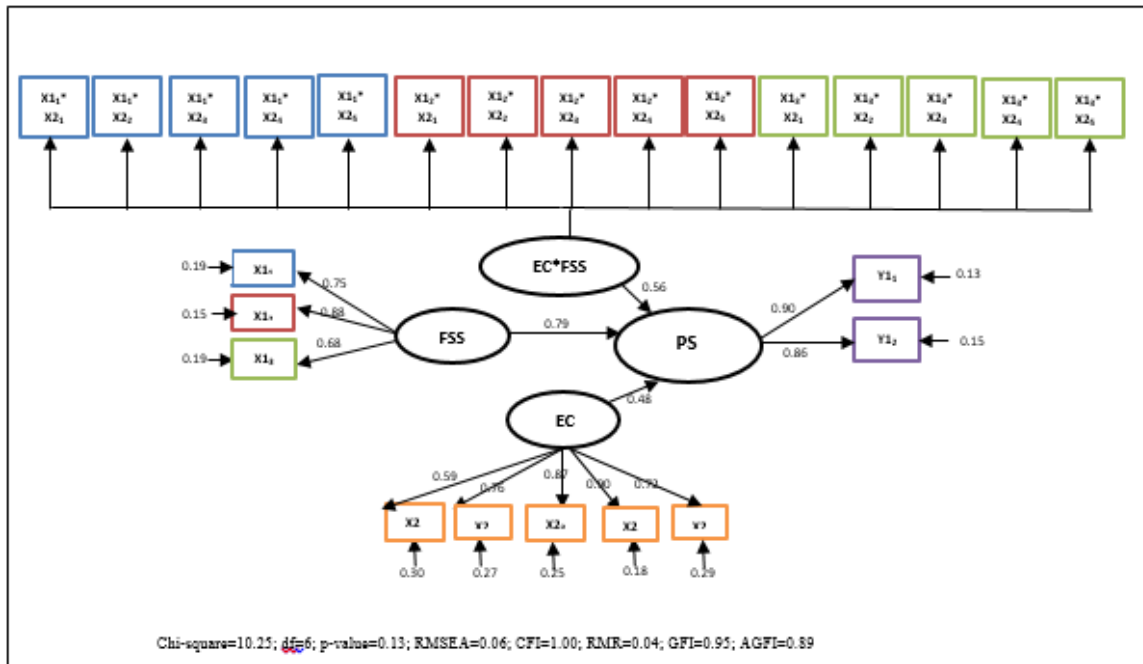 X1₁* X1₁* X1₁* X1₁* X1₁* X1₂* X1₂* X1₂* X1₂* X1₂* X1₃* X1₃* X1₃* X1₃* X1₃*
X2₁ X2₂ X2₃ X2₄ X2₅ X2₁ X2₂ X2₃ X2₄ X2₅ X2₁ X2₂ X2₃ X2₄ X2₅
EC*FSS
0.19 0.75 0.56 0.13
Y1₁
0.15 0.88 0.90
FSS 0.79 PS
0.19 X1₃ 0.68 0.86 Y1₂ 0.15
EC 0.48
0.59 0.76 0.87 0.90 0.72
X2 X2
0.30 0.27 0.25 0.18 0.29
Chi-square=10.25; df=6; p-value=0.13; RMSEA=0.06; CFI=1.00; RMR=0.04; GFI=0.95; AGFI=0.89